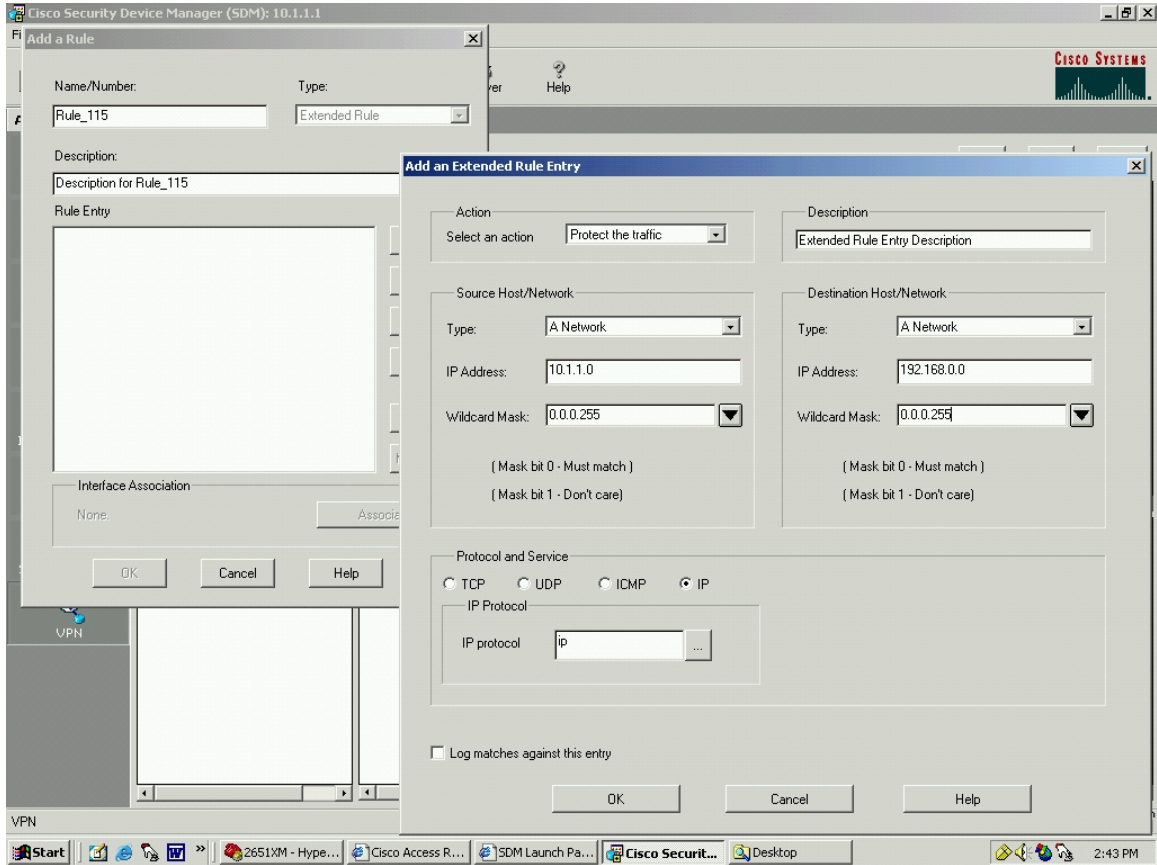 Cisco Security Device Manager (SDM): 10.1.1.1
Add a Rule
Help
CISCO SYSTEMS
Name/Number:
Type:
Rule_115
Extended Rule
Description:
Description for Rule_115
Rule Entry
Interface Association
None.
OK
Cancel
Help
Add an Extended Rule Entry
Action
Select an action
Protect the traffic
Description
Extended Rule Entry Description
Source Host/Network
Type:
A Network
IP Address:
10.1.1.0
Wildcard Mask:
0.0.0.255
(Mask bit 0 - Must match )
(Mask bit 1 - Don't care)
Destination Host/Network
Type:
A Network
IP Address:
192.168.0.0
Wildcard Mask:
0.0.0.255
(Mask bit 0 - Must match )
(Mask bit 1 - Don't care)
Protocol and Service
TCP
UDP
ICMP
IP
IP Protocol
IP protocol
ip
...
Log matches against this entry
OK
Cancel
Help
VPN
VPN
Start
»
2651XM - Hype...
Cisco Access R...
SDM Launch Pa...
Cisco Securit...
Desktop
2:43 PM